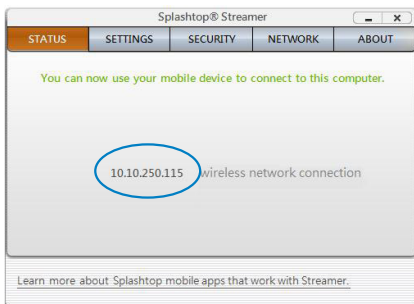 Splashtop® Streamer
STATUS SETTINGS SECURITY NETWORK ABOUT
You can now use your mobile device to connect to this computer.
10.10.250.115 wireless network connection
Learn more about Splashtop mobile apps that work with Streamer.